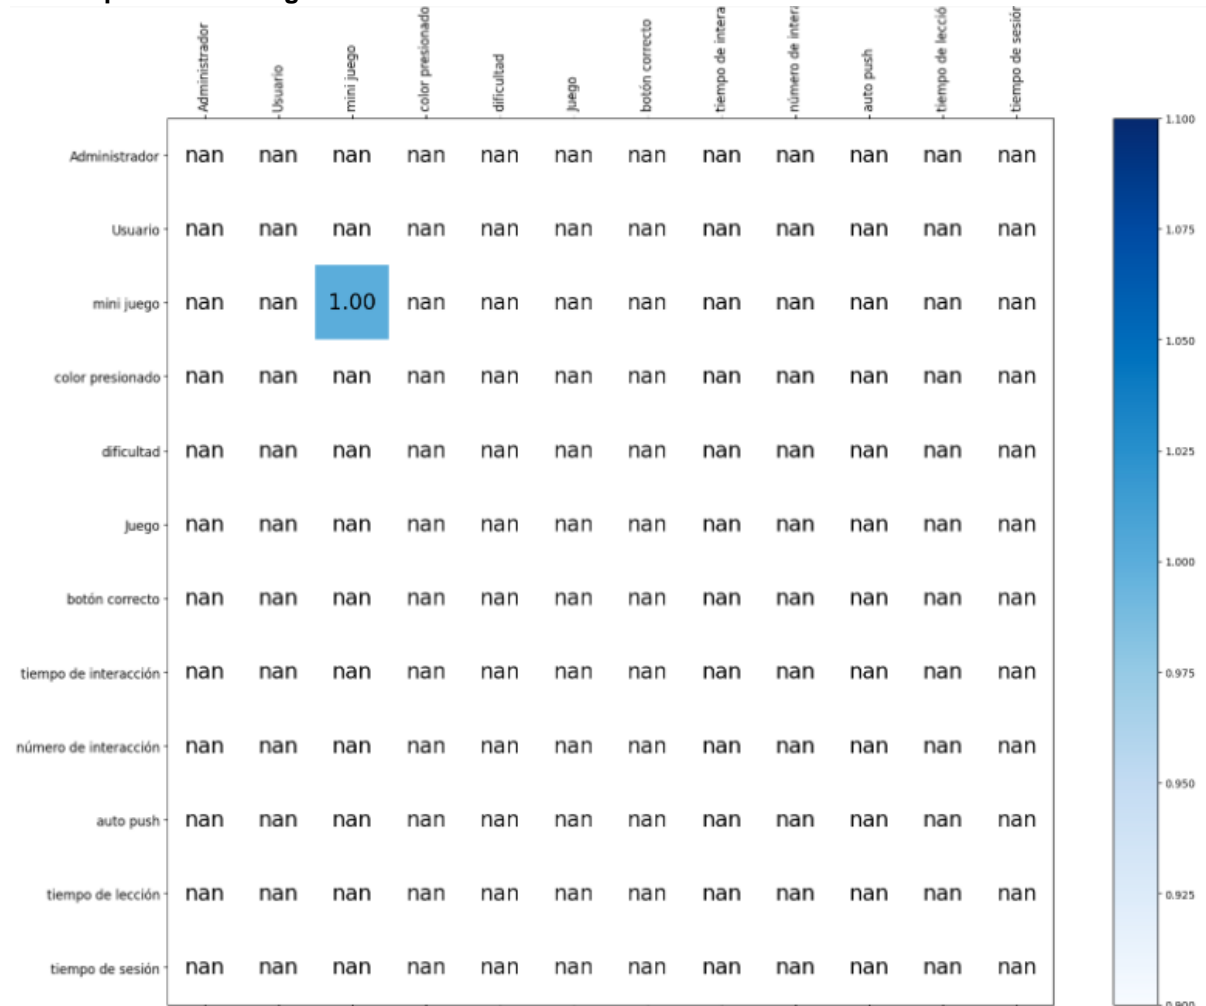 Administrador
Usuario
mini juego
color presionado
dificultad
Juego
botón correcto
tiempo de intera
número de inter
auto push
tiempo de lecció
tiempo de sesión
Administrador nan nan nan nan nan nan nan nan nan nan nan nan
Usuario nan nan nan nan nan nan nan nan nan nan nan nan
mini juego nan nan 1.00 nan nan nan nan nan nan nan nan nan
color presionado nan nan nan nan nan nan nan nan nan nan nan nan
dificultad nan nan nan nan nan nan nan nan nan nan nan nan
Juego nan nan nan nan nan nan nan nan nan nan nan nan
botón correcto nan nan nan nan nan nan nan nan nan nan nan nan
tiempo de interacción nan nan nan nan nan nan nan nan nan nan nan nan
número de interacción nan nan nan nan nan nan nan nan nan nan nan nan
auto push nan nan nan nan nan nan nan nan nan nan nan nan
tiempo de lección nan nan nan nan nan nan nan nan nan nan nan nan
tiempo de sesión nan nan nan nan nan nan nan nan nan nan nan nan
1.100
1.075
1.050
1.025
1.000
0.975
0.950
0.925
0.900